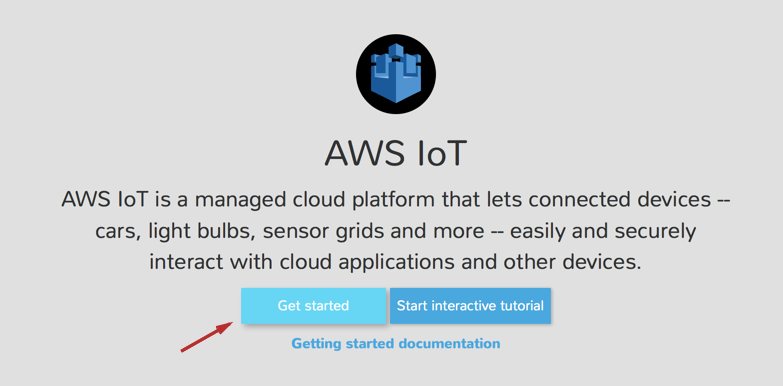 AWS IoT
AWS IoT is a managed cloud platform that lets connected devices --
cars, light bulbs, sensor grids and more -- easily and securely
interact with cloud applications and other devices.
Get started
Start interactive tutorial
Getting started documentation